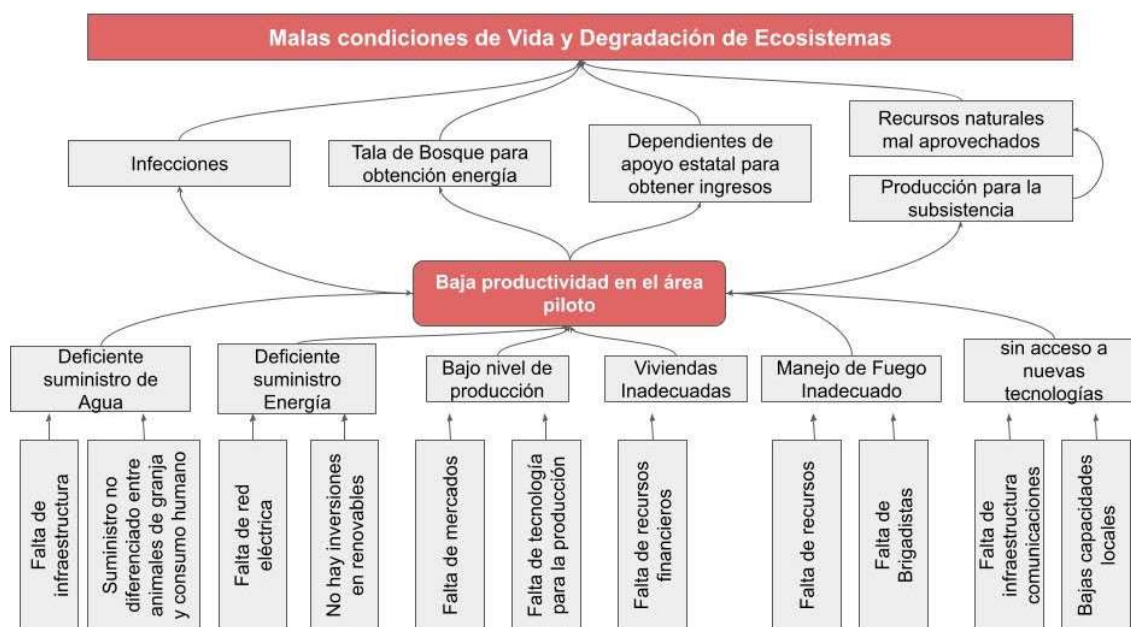 Malas condiciones de Vida y Degradación de Ecosistemas
Infecciones
Tala de Bosque para
obtención energía
Dependientes de
apoyo estatal para
obtener ingresos
Recursos naturales
mal aprovechados
Producción para la
subsistencia
Baja productividad en el área
piloto
Deficiente
suministro de
Agua
Deficiente
suministro
Energía
Bajo nivel de
producción
Viviendas
Inadecuadas
Manejo de Fuego
Inadecuado
sin acceso a
nuevas
tecnologías
Falta de
infraestructura
Suministro no
diferenciado entre
animales de granja
y consumo humano
Falta de red
eléctrica
No hay inversiones
en renovables
Falta de mercados
Falta de tecnología
para la producción
Falta de recursos
financieros
Falta de recursos
Falta de
Brigadistas
Falta de
infraestructura
comunicaciones
Bajas capacidades
locales